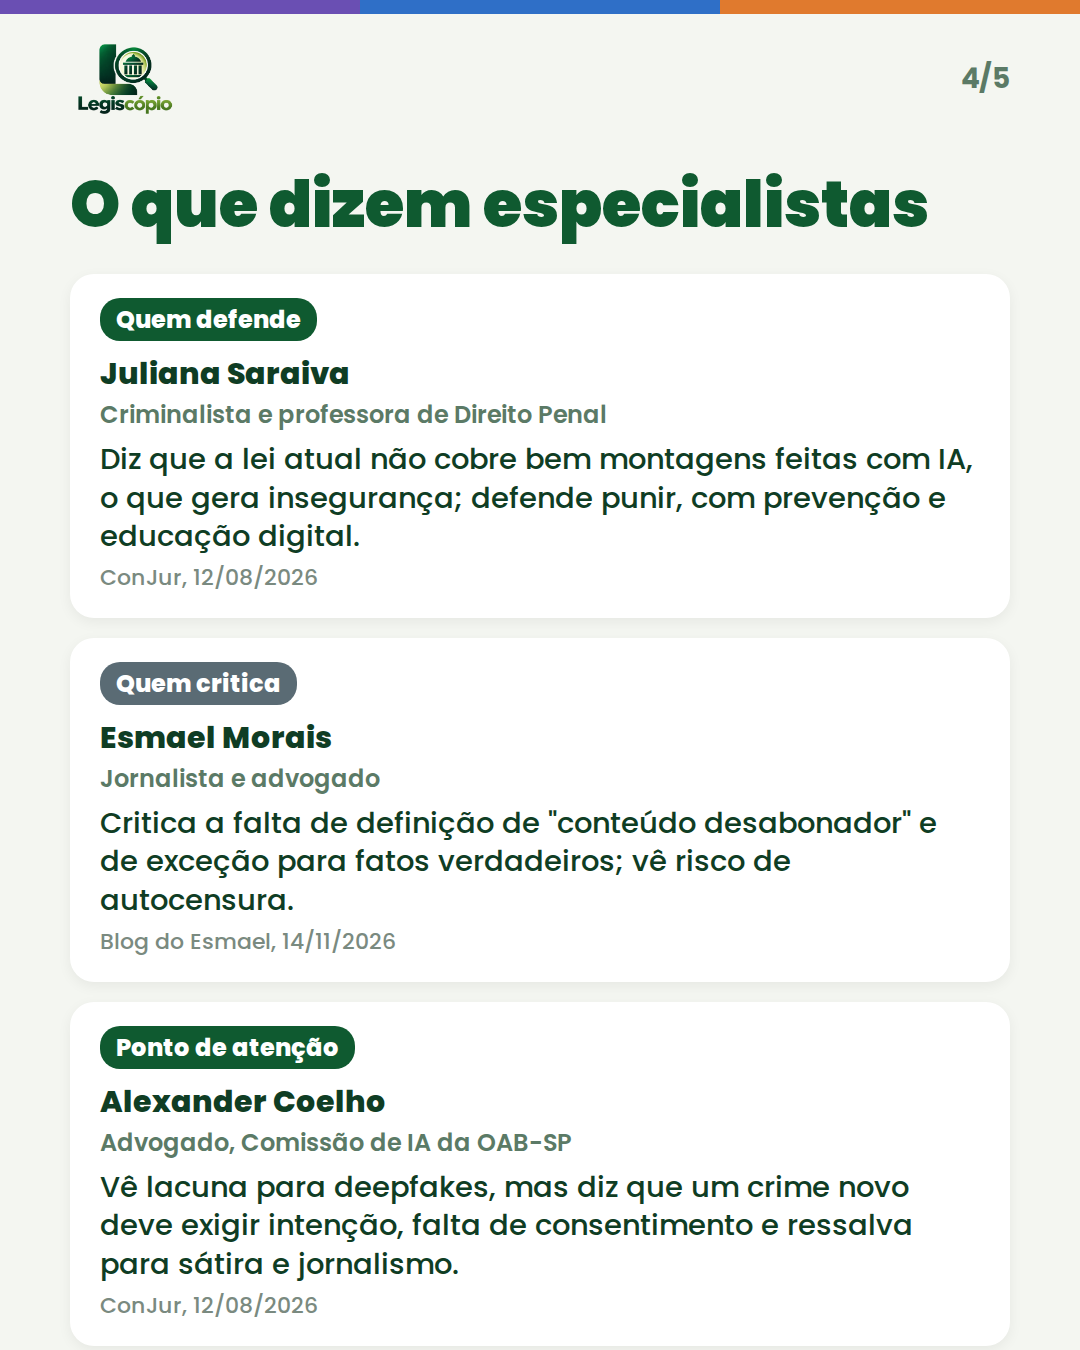 Legiscópio
4/5
O que dizem especialistas
Quem defende
Juliana Saraiva
Criminalista e professora de Direito Penal
Diz que a lei atual não cobre bem montagens feitas com IA,
o que gera insegurança; defende punir, com prevenção e
educação digital.
ConJur, 12/08/2026
Quem critica
Esmael Morais
Jornalista e advogado
Critica a falta de definição de "conteúdo desabonador" e
de exceção para fatos verdadeiros; vê risco de
autocensura.
Blog do Esmael, 14/11/2026
Ponto de atenção
Alexander Coelho
Advogado, Comissão de IA da OAB-SP
Vê lacuna para deepfakes, mas diz que um crime novo
deve exigir intenção, falta de consentimento e ressalva
para sátira e jornalismo.
ConJur, 12/08/2026